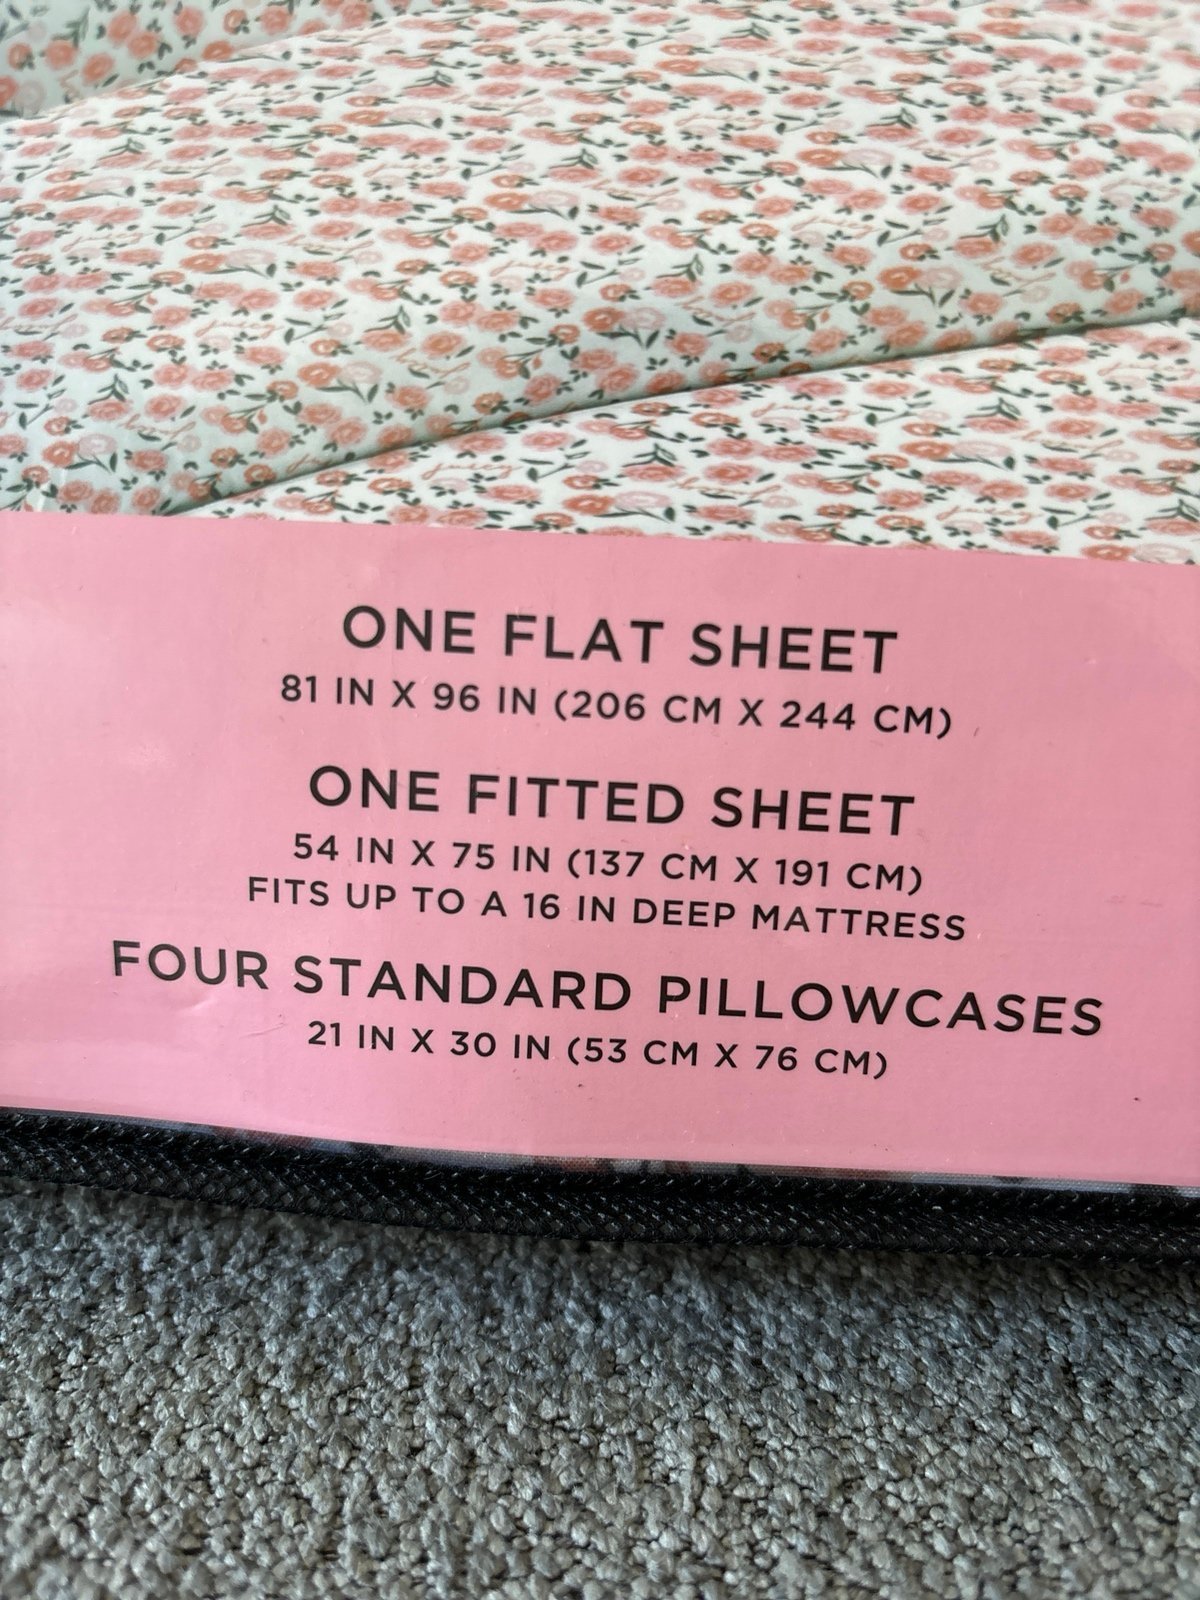 ONE FLAT SHEET
81 IN X 96 IN (206 CM X 244 CM)
ONE FITTED SHEET
54 IN X 75 IN (137 CM X 191 CM)
FITS UP TO A 16 IN DEEP MATTRESS
FOUR STANDARD PILLOWCASES
21 IN X 30 IN (53 CM X 76 CM)